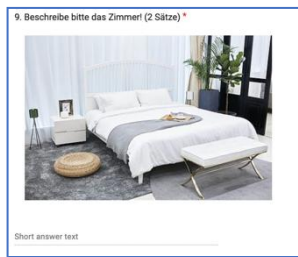 9. Beschreibe bitte das Zimmer! (2 Sätze) *
Short answer text